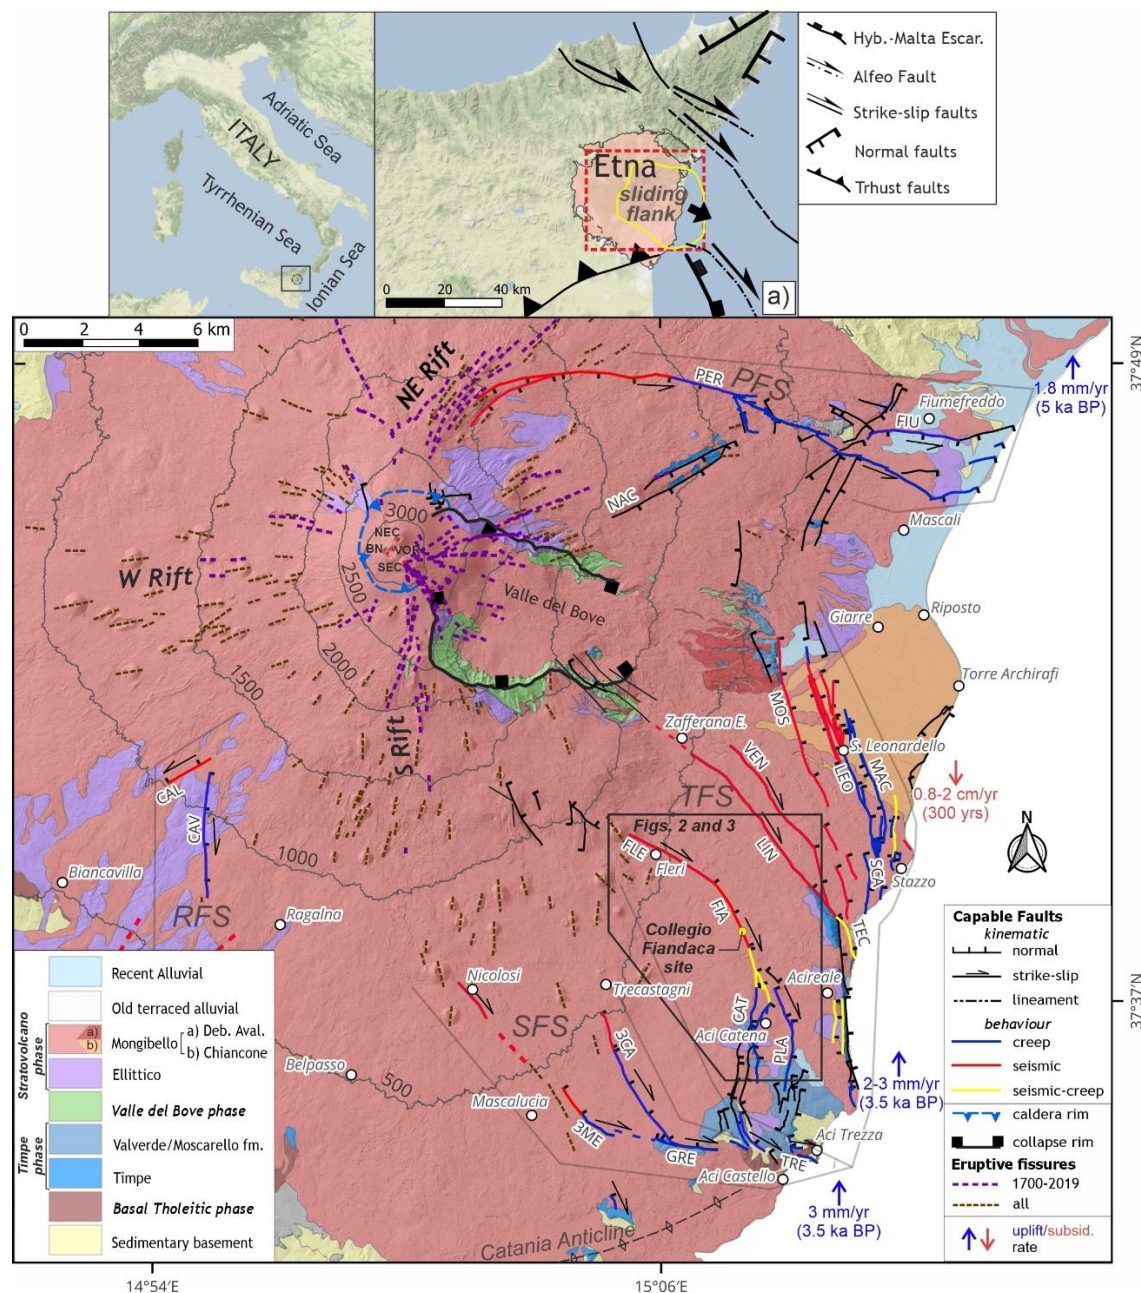 ITALY
Adriatic Sea
Tyrrhenian Sea
Ionian Sea
Etna
sliding
flank
0 20 40 km
a)
Hyb.-Malta Escar.
Alfeo Fault
Strike-slip faults
Normal faults
Trhust faults
0 2 4 6 km
37°49'N
NE Rift
PER
PFS
1.8 mm/yr
(5 ka BP)
Fiumefreddo
FIU
NAC
Mascali
3000
NEC
BN
VOR
SEC
2500
W Rift
Valle del Bove
2000
Giarre
Riposto
1500
Torre Archirafi
MOS
S Rift
Zafferana E.
VEN
S. Leonardello
LEO
MAC
CAL
CAV
TFS
0.8-2 cm/yr
(300 yrs)
N
1000
Figs. 2 and 3
FLE
Fleri
LIN
SCA
Stazzo
Biancavilla
RFS
Ragalna
FIA
TEC
Collegio
Fiandaca
site
Nicolosi
Trecastagni
Acireale
37°37'N
SFS
3CA
CAT
Aci Catena
PLA
Belpasso
500
2-3 mm/yr
(3.5 ka BP)
Mascalucia
3ME
GRE
Aci Trezza
TRE
Aci Castello
3 mm/yr
(3.5 ka BP)
Catania Anticline
Recent Alluvial
Old terraced alluvial
Stratovolcano
phase
a)
b)
Mongibello
a) Deb. Aval.
b) Chiancone
Ellittico
Valle del Bove phase
Timpe
phase
Valverde/Moscarello fm.
Timpe
Basal Tholeitic phase
Sedimentary basement
Capable Faults
kinematic
normal
strike-slip
lineament
behaviour
creep
seismic
seismic-creep
caldera rim
collapse rim
Eruptive fissures
1700-2019
all
uplift/subsid.
rate
14°54'E
15°06'E